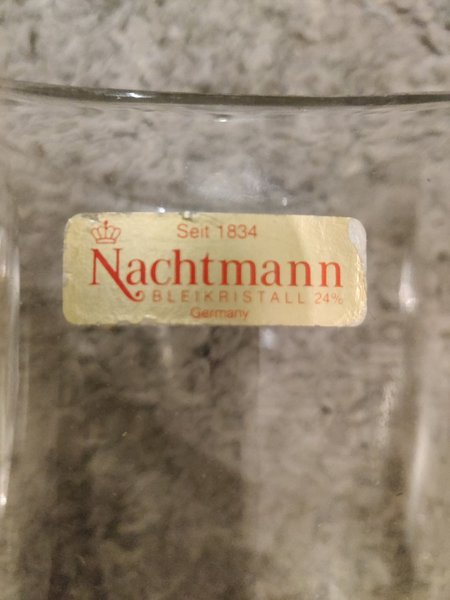 Seit 1834
Nachtmann
BLEIKRISTALL 24%
Germany